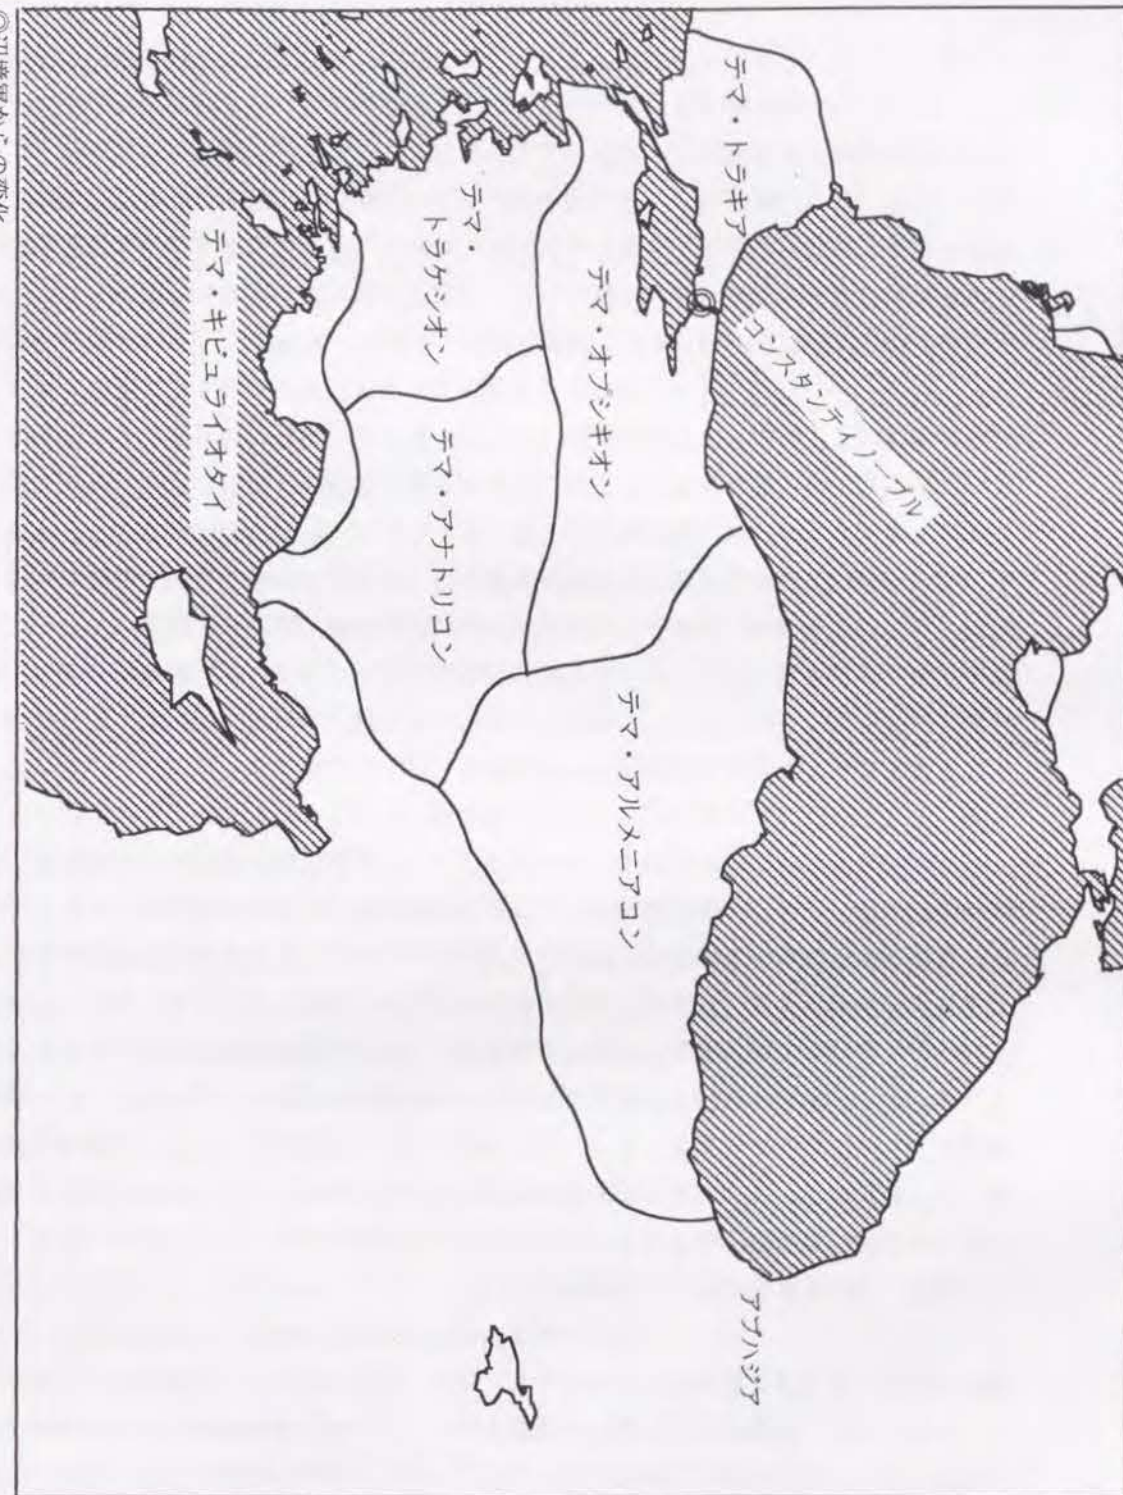 テマ・トラキア
コンスタンティノープル
テマ・オプシキオン
テマ・
トラケシオン
テマ・アナトリコン
テマ・アルメニアコン
テマ・キビュライオタイ
アブハジア